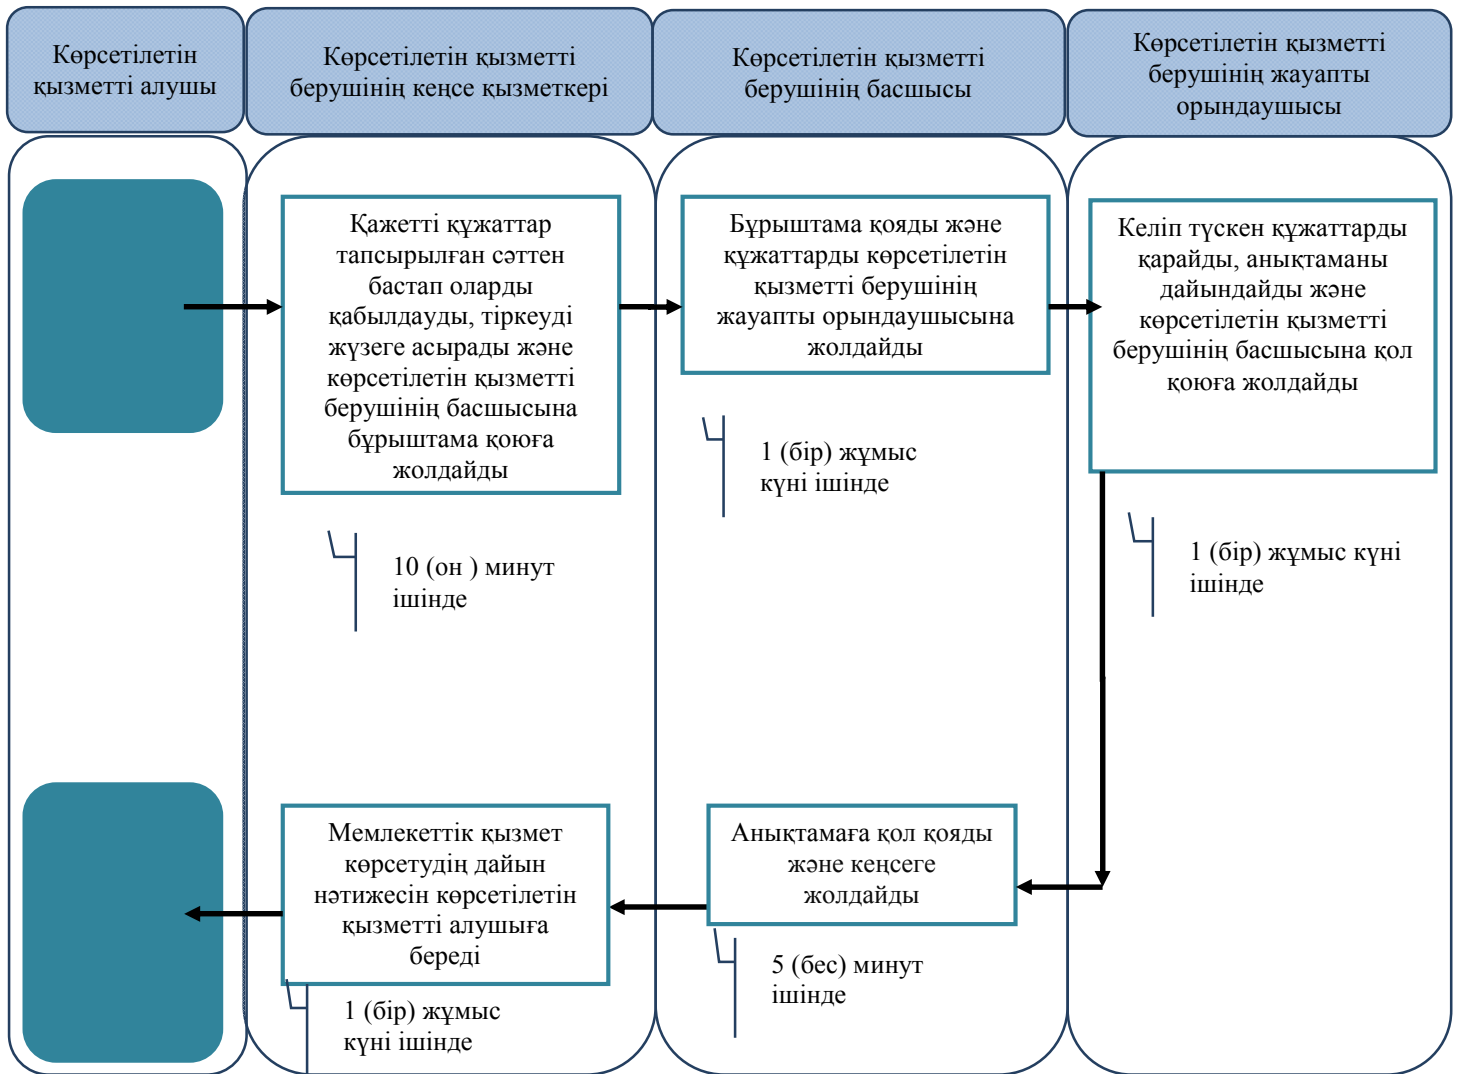 Көрсетілетін
қызметті алушы
Көрсетілетін қызметті
берушінің кеңсе қызметкері
Көрсетілетін қызметті
берушінің басшысы
Көрсетілетін қызметті
берушінің жауапты
орындаушысы
Қажетті құжаттар
тапсырылған сәттен
бастап оларды
қабылдауды, тіркеуді
жүзеге асырады және
көрсетілетін қызметті
берушінің басшысына
бұрыштама қоюға
жолдайды
Бұрыштама қояды және
құжаттарды көрсетілетін
қызметті берушінің
жауапты орындаушысына
жолдайды
Келіп түскен құжаттарды
қарайды, анықтаманы
дайындайды және
көрсетілетін қызметті
берушінің басшысына қол
қоюға жолдайды
10 (он ) минут
ішінде
1 (бір) жұмыс
күні ішінде
1 (бір) жұмыс күні
ішінде
Мемлекеттік қызмет
көрсетудің дайын
нәтижесін көрсетілетін
қызметті алушыға
береді
Анықтамаға қол қояды
және кеңсеге
жолдайды
1 (бір) жұмыс
күні ішінде
5 (бес) минут
ішінде